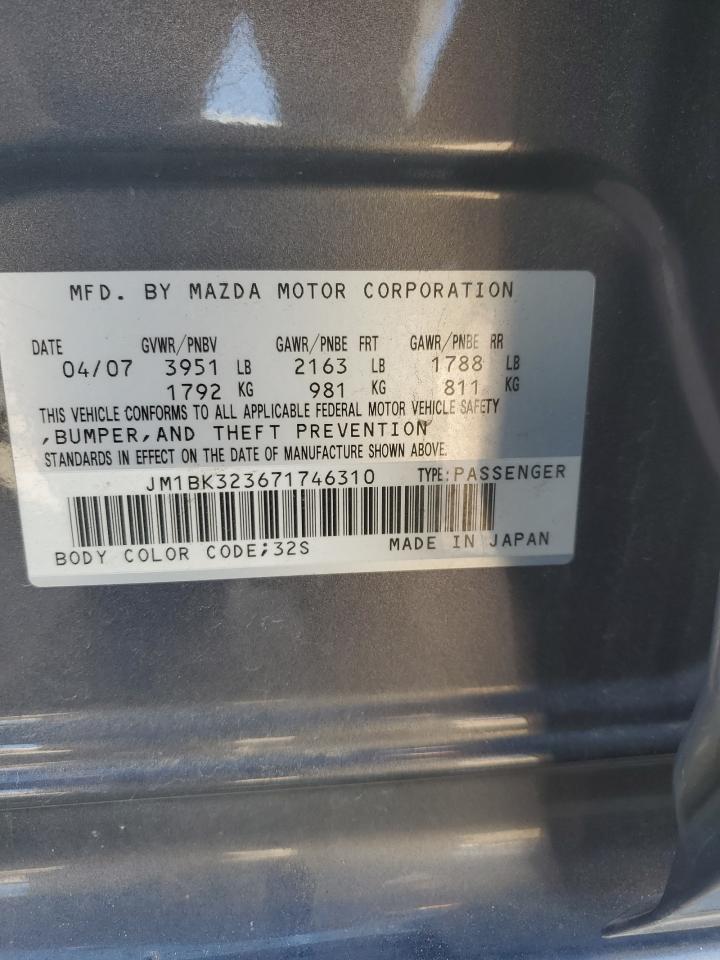 MFD. BY MAZDA MOTOR CORPORATION
DATE GVWR/PNBV GAWR/PNBE FRT GAWR/PNBE RR
04/07 3951 LB 2163 LB 1788 LB
1792 KG 981 KG 811 KG
THIS VEHICLE CONFORMS TO ALL APPLICABLE FEDERAL MOTOR VEHICLE SAFETY
,BUMPER,AND THEFT PREVENTION
STANDARDS IN EFFECT ON THE DATE OF MANUFACTURE SHOWN ABOVE.
JM1BK323671746310 TYPE:PASSENGER
BODY COLOR CODE;32S MADE IN JAPAN